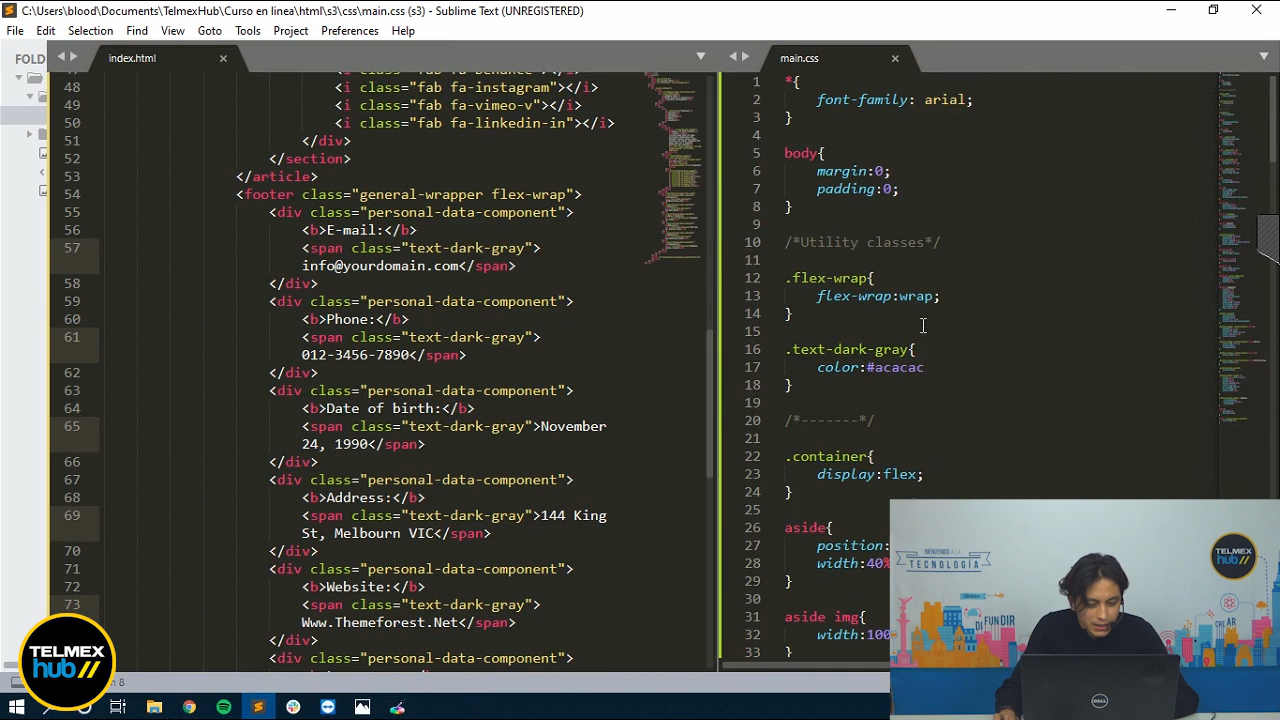 C:\Users\blood\Documents\TelmexHub\Curso en linea\html\s3\css\main.css (s3) - Sublime Text (UNREGISTERED)
File Edit Selection Find View Goto Tools Project Preferences Help
FOLD
index.html
48 <i class="fab fa-instagram"></i>
49 <i class="fab fa-vimeo-v"></i>
50 <i class="fab fa-linkedin-in"></i>
51 </div>
52 </section>
53 </article>
54 <footer class="general-wrapper flex-wrap">
55 <div class="personal-data-component">
56 <b>E-mail:</b>
57 <span class="text-dark-gray">
info@yourdomain.com</span>
58 </div>
59 <div class="personal-data-component">
60 <b>Phone:</b>
61 <span class="text-dark-gray">
012-3456-7890</span>
62 </div>
63 <div class="personal-data-component">
64 <b>Date of birth:</b>
65 <span class="text-dark-gray">November
24, 1990</span>
66 </div>
67 <div class="personal-data-component">
68 <b>Address:</b>
69 <span class="text-dark-gray">144 King
St, Melbourn VIC</span>
70 </div>
71 <div class="personal-data-component">
72 <b>Website:</b>
73 <span class="text-dark-gray">
Www.Themeforest.Net</span>
</div>
<div class="personal-data-component">
main.css
1 *{
2 font-family: arial;
3 }
4
5 body{
6 margin:0;
7 padding:0;
8 }
9
10 /*Utility classes*/
11
12 .flex-wrap{
13 flex-wrap:wrap;
14 }
15
16 .text-dark-gray{
17 color:#acacac
18 }
19
20 /*-------*/
21
22 .container{
23 display:flex;
24 }
25
26 aside{
27 position:
28 width:40%
29 }
30
31 aside img{
32 width:100
33 }
TELMEX
hub//
BIENVENIDO A LA
TECNOLOGÍA
TELMEX
hub//
DIFUNDIR
CREAR
DELL